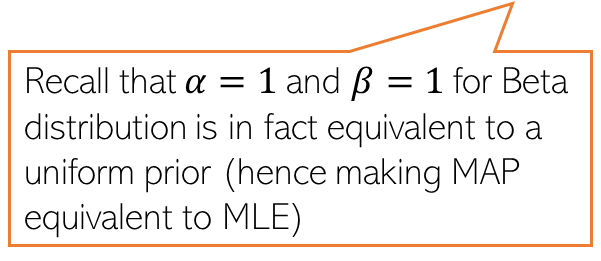 Recall that α = 1 and β = 1 for Beta
distribution is in fact equivalent to a
uniform prior (hence making MAP
equivalent to MLE)